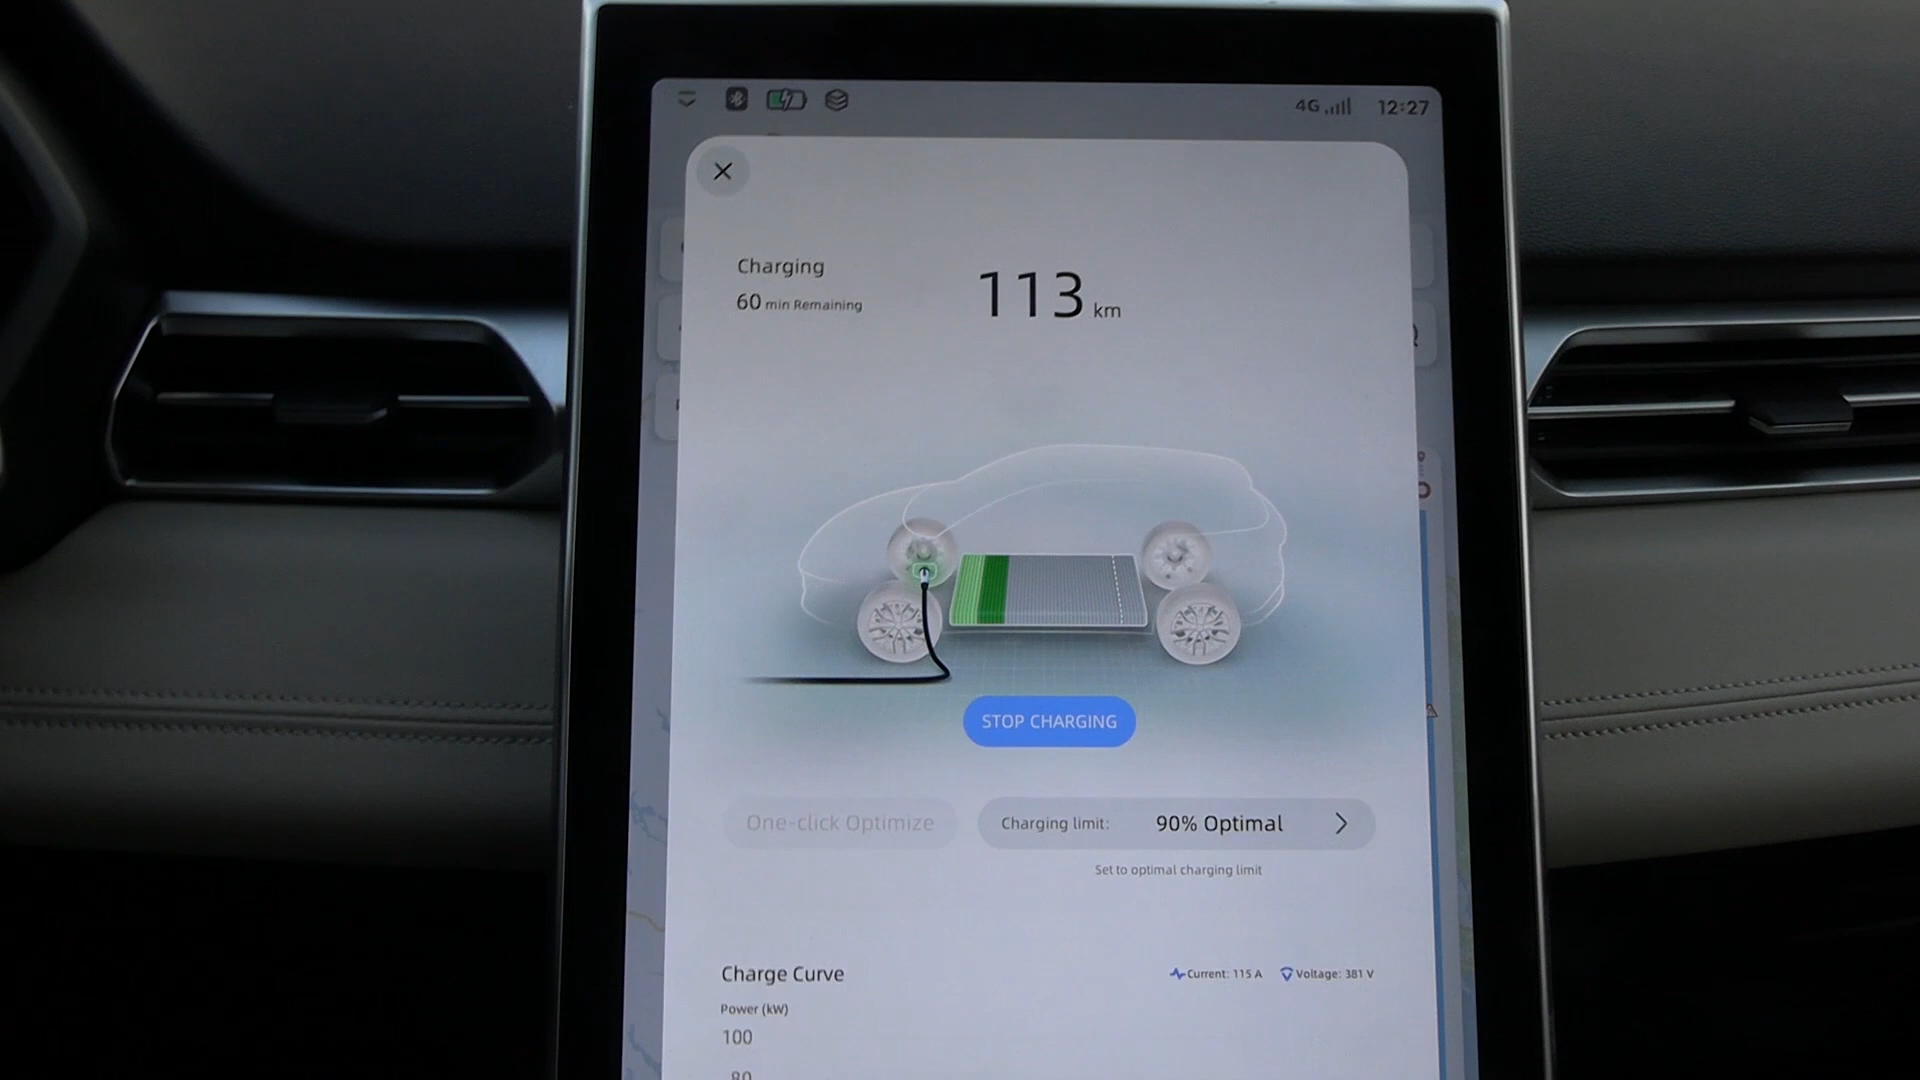 4G 12:27
Charging
60 min Remaining
113 km
STOP CHARGING
One-click Optimize
Charging limit: 90% Optimal
Set to optimal charging limit
Charge Curve
Current: 115 A Voltage: 381 V
Power (kW)
100
80